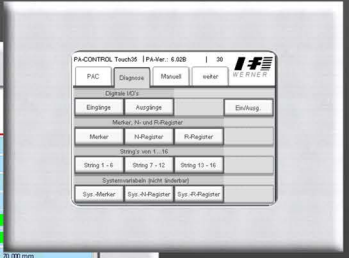 PA-CONTROL Touch35 | PA-Ver.: 6.02B | 30
PAC Diagnose Manuell weiter WERNER
Digitale I/O's
Eingänge Ausgänge Ein/Ausg.
Merker, N- und R-Register
Merker N-Register R-Register
String's von 1...16
String 1 - 6 String 7 - 12 String 13 - 16
Systemvariabeln (nicht änderbar)
Sys.-Merker Sys.-N-Register Sys.-R-Register
20,000 mm